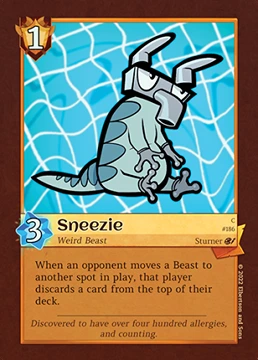 1
3
Sneezie
Weird Beast
C
#186
Sturner
When an opponent moves a Beast to
another spot in play, that player
discards a card from the top of their
deck.
Discovered to have over four hundred allergies,
and counting.
© 2022 Elbertson and Sons